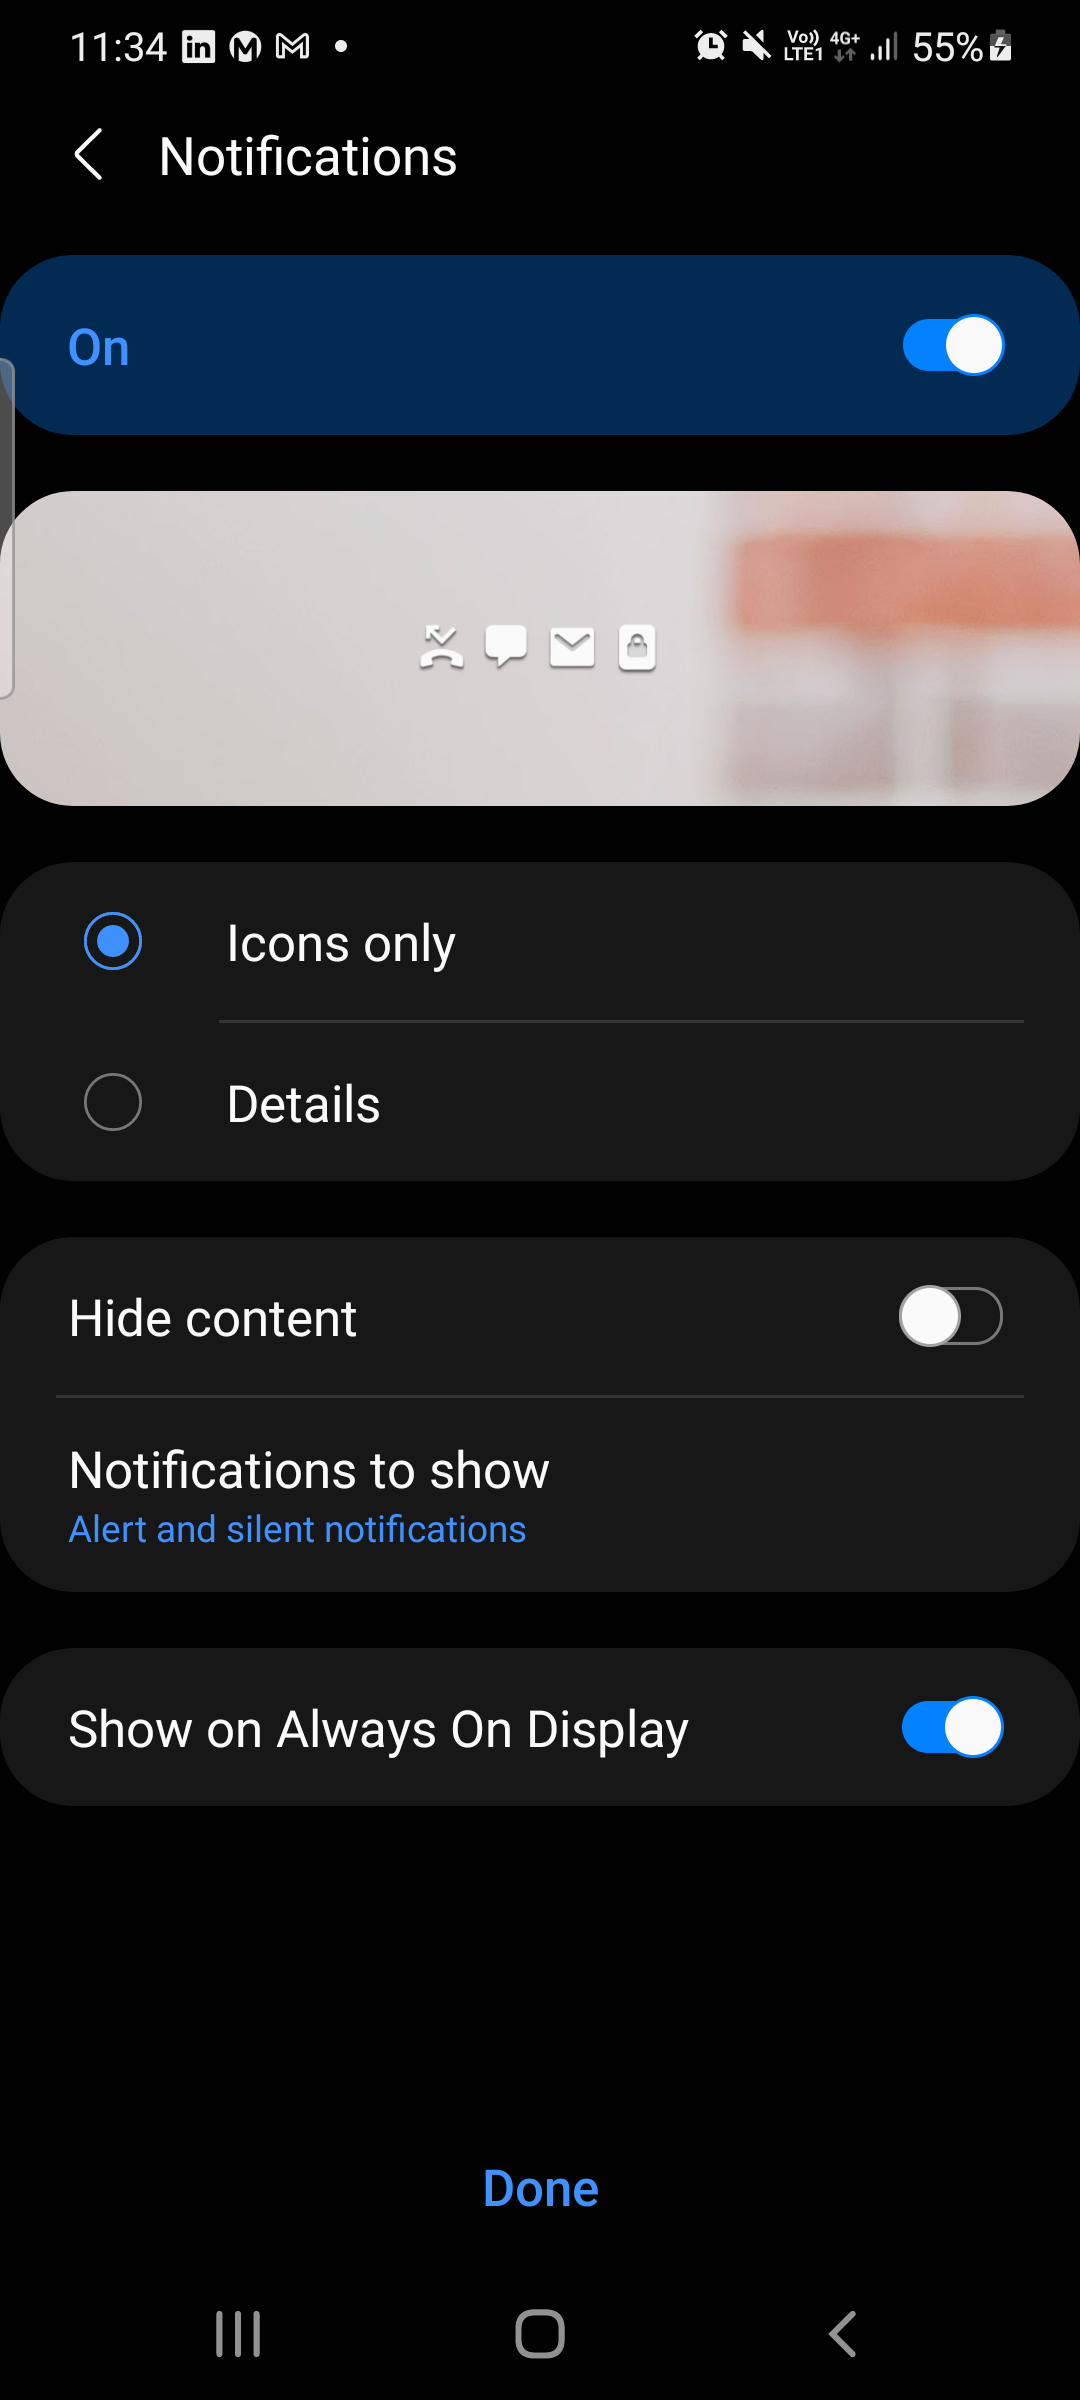 11:34 in M M Vo)) LTE1 4G+ 55%
Notifications
On
Icons only
Details
Hide content
Notifications to show
Alert and silent notifications
Show on Always On Display
Done